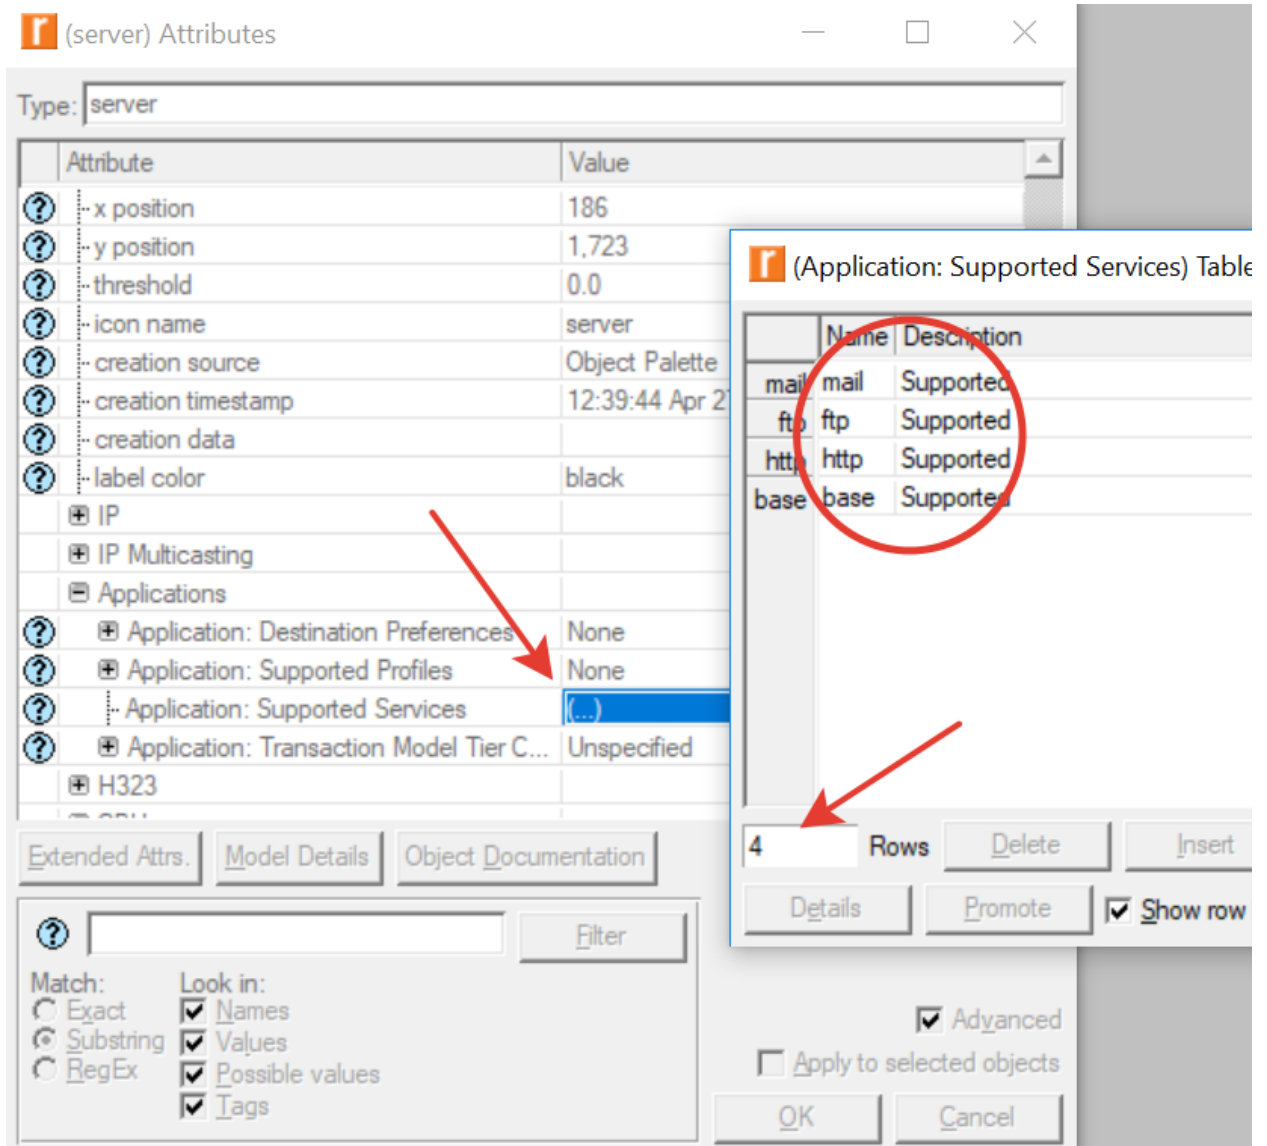 (server) Attributes
Type: server
Attribute Value
x position 186
y position 1,723
threshold 0.0
icon name server
creation source Object Palette
creation timestamp 12:39:44 Apr 2
creation data
label color black
IP
IP Multicasting
Applications
Application: Destination Preferences None
Application: Supported Profiles None
Application: Supported Services (...)
Application: Transaction Model Tier C... Unspecified
H323
Extended Attrs. Model Details Object Documentation
Filter
Match: Look in:
Exact Names
Substring Values
RegEx Possible values
Tags
Advanced
Apply to selected objects
OK Cancel
(Application: Supported Services) Table
Name Description
mail mail Supported
ftp ftp Supported
http http Supported
base base Supported
4 Rows Delete Insert
Details Promote Show row